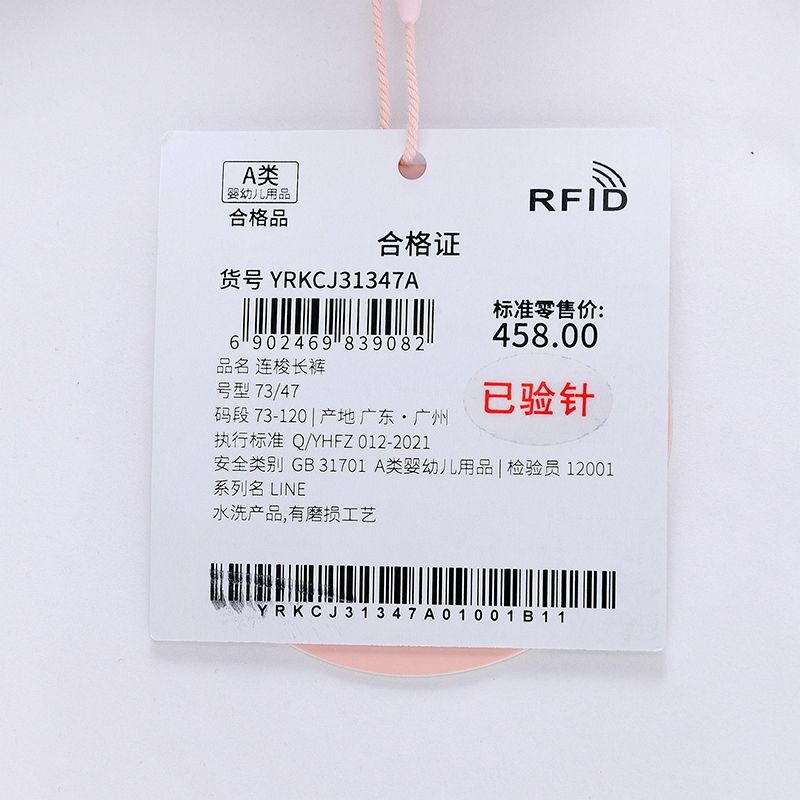 A类
婴幼儿用品
合格品
RFID
合格证
货号 YRKCJ31347A
6 902469 839082
标准零售价:
458.00
已验针
品名 连梭长裤
号型 73/47
码段 73-120 | 产地 广东·广州
执行标准 Q/YHFZ 012-2021
安全类别 GB 31701 A类婴幼儿用品 | 检验员 12001
系列名 LINE
水洗产品,有磨损工艺
YRKCJ31347A01001B11